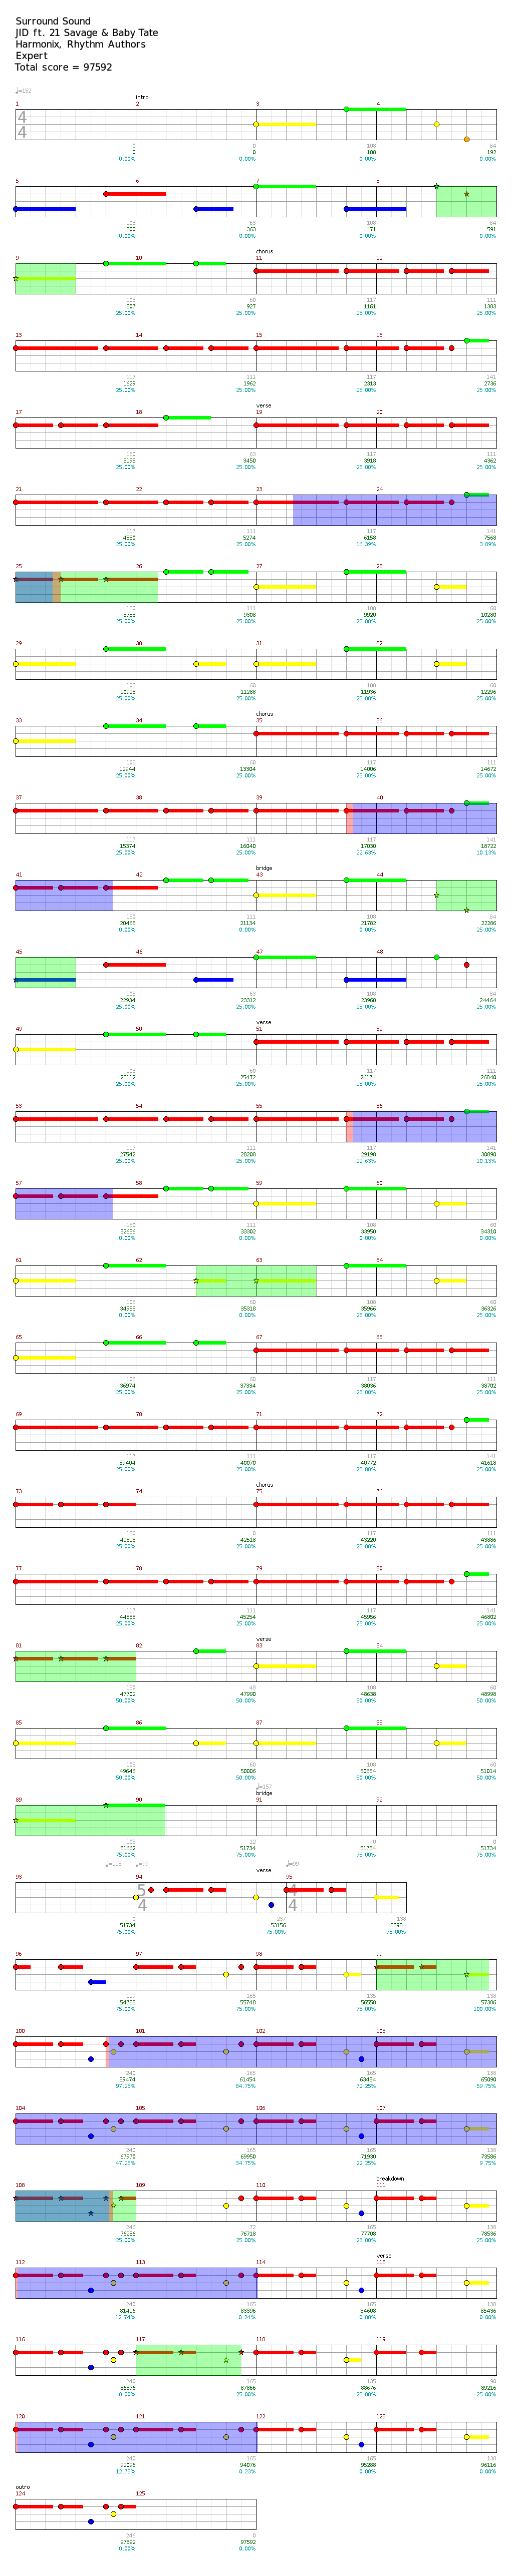 Surround Sound
JID ft. 21 Savage & Baby Tate
Harmonix, Rhythm Authors
Expert
Total score = 97592
♩=152
intro
1 2 3 4
4
4
0 0 108 84
0 108 192
0.00% 0.00% 0.00% 0.00%
5 6 7 8
108 63 108 84
300 363 471 591
0.00% 0.00% 0.00% 0.00%
chorus
9 10 11 12
108 60 117 111
807 927 1161 1383
25.00% 25.00% 25.00% 25.00%
13 14 15 16
117 111 117 141
1629 1962 2313 2736
25.00% 25.00% 25.00% 25.00%
verse
17 18 19 20
150 63 117 111
3198 3450 3918 4362
25.00% 25.00% 25.00% 25.00%
21 22 23 24
117 111 117 141
4830 5274 6158 7568
25.00% 25.00% 16.39% 3.89%
25 26 27 28
150 111 108 60
8753 9308 9920 10280
25.00% 25.00% 25.00% 25.00%
29 30 31 32
108 60 108 60
10928 11288 11936 12296
25.00% 25.00% 25.00% 25.00%
chorus
33 34 35 36
108 60 117 111
12944 13304 14006 14672
25.00% 25.00% 25.00% 25.00%
37 38 39 40
117 111 117 141
15374 16040 17030 18722
25.00% 25.00% 22.63% 10.13%
bridge
41 42 43 44
150 111 108 84
20468 21134 21782 22286
0.00% 0.00% 0.00% 25.00%
45 46 47 48
108 63 108 84
22934 23312 23960 24464
25.00% 25.00% 25.00% 25.00%
verse
49 50 51 52
108 60 117 111
25112 25472 26174 26840
25.00% 25.00% 25.00% 25.00%
53 54 55 56
117 111 117 141
27542 28208 29198 30890
25.00% 25.00% 22.63% 10.13%
57 58 59 60
150 111 108 60
32636 33302 33950 34310
0.00% 0.00% 0.00% 0.00%
61 62 63 64
108 60 108 60
34958 35318 35966 36326
0.00% 0.00% 25.00% 25.00%
65 66 67 68
108 60 117 111
36974 37334 38036 38702
25.00% 25.00% 25.00% 25.00%
69 70 71 72
117 111 117 141
39404 40070 40772 41618
25.00% 25.00% 25.00% 25.00%
chorus
73 74 75 76
150 0 117 111
42518 42518 43220 43886
25.00% 25.00% 25.00% 25.00%
77 78 79 80
117 111 117 141
44588 45254 45956 46802
25.00% 25.00% 25.00% 25.00%
verse
81 82 83 84
150 48 108 60
47702 47990 48638 48998
50.00% 50.00% 50.00% 50.00%
85 86 87 88
108 60 108 60
49646 50006 50654 51014
50.00% 50.00% 50.00% 50.00%
♩=157
bridge
89 90 91 92
108 12 0 0
51662 51734 51734 51734
75.00% 75.00% 75.00% 75.00%
♩=113 ♩=99 ♩=99
verse
93 94 95
5 4
4 4
0 237 138
51734 53156 53984
75.00% 75.00% 75.00%
96 97 98 99
165 135 138
54758 55748 56558 57386
75.00% 75.00% 75.00% 100.00%
100 101 102 103
240 165 165 138
59474 61454 63434 65090
97.25% 84.75% 72.25% 59.75%
104 105 106 107
240 165 165 138
67970 69950 71930 73586
47.25% 34.75% 22.25% 9.75%
breakdown
108 109 110 111
246 72 165 138
76286 76718 77708 78536
25.00% 25.00% 25.00% 25.00%
verse
112 113 114 115
240 165 138
81416 83396 84608 85436
12.74% 0.24% 0.00% 0.00%
116 117 118 119
240 165 135 90
86876 87866 88676 89216
0.00% 25.00% 25.00% 25.00%
120 121 122 123
240 165 165 138
92096 94076 95288 96116
12.73% 0.23% 0.00% 0.00%
outro
124 125
246 0
97592 97592
0.00% 0.00%